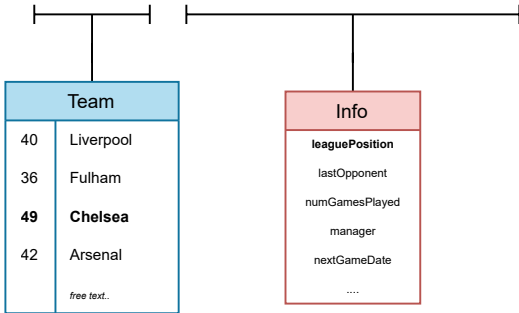 Team
40 Liverpool
36 Fulham
49 Chelsea
42 Arsenal
free text..
Info
leaguePosition
lastOpponent
numGamesPlayed
manager
nextGameDate
....